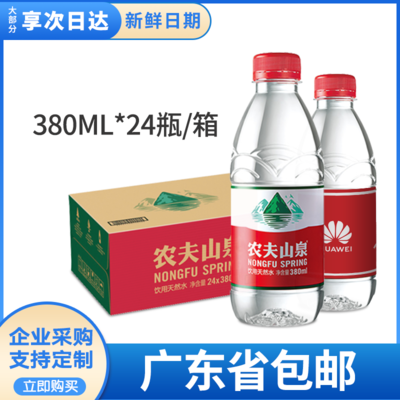 大部分
享次日达
新鲜日期
380ML*24瓶/箱
农夫山泉
NONGFU SPRING
饮用天然水 净含量 24x380
农夫山泉
NONGFU SPRING
饮用天然水 净含量 380ml
UAWEI
企业采购
支持定制
立即购买
广东省包邮